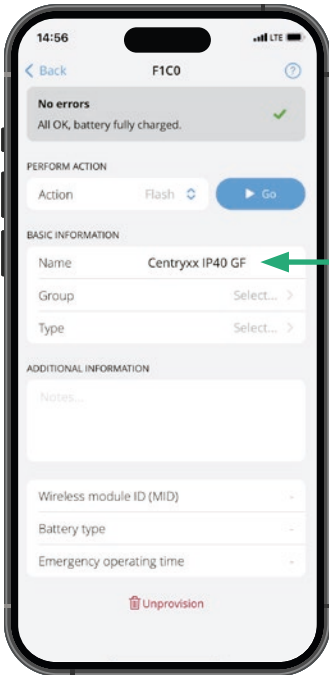 14:56
LTE
Back
F1C0
?
No errors
All OK, battery fully charged.
PERFORM ACTION
Action Flash Go
BASIC INFORMATION
Name Centryxx IP40 GF
Group Select...
Type Select...
ADDITIONAL INFORMATION
Notes...
Wireless module ID (MID) -
Battery type -
Emergency operating time -
Unprovision